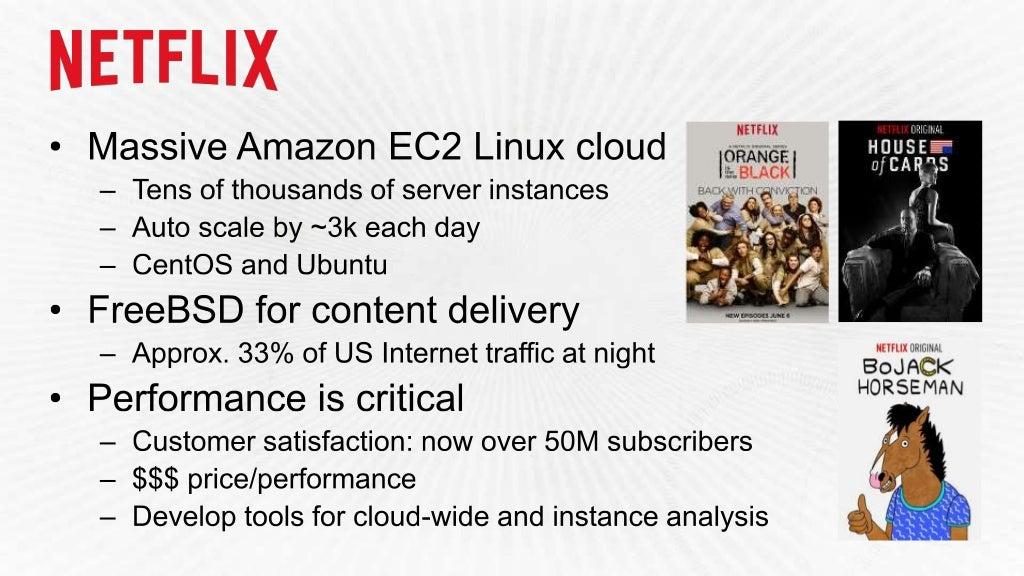 NETFLIX
• Massive Amazon EC2 Linux cloud
– Tens of thousands of server instances
– Auto scale by ~3k each day
– CentOS and Ubuntu
• FreeBSD for content delivery
– Approx. 33% of US Internet traffic at night
• Performance is critical
– Customer satisfaction: now over 50M subscribers
– $$$ price/performance
– Develop tools for cloud-wide and instance analysis
NETFLIX
A NETFLIX ORIGINAL SERIES
ORANGE
IS THE NEW
BLACK
BACK WITH CONVICTION
NEW EPISODES JUNE 6
NETFLIX ORIGINAL
HOUSE
of CARDS
NETFLIX ORIGINAL
BOJACK
HORSEMAN